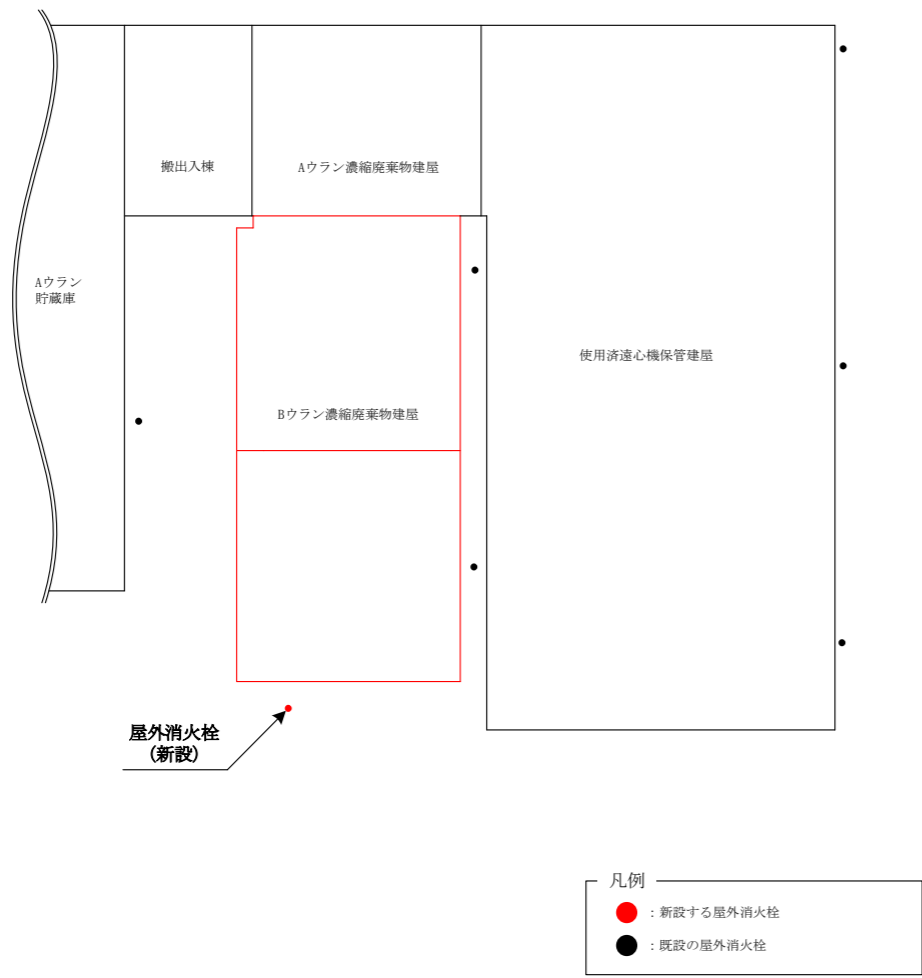 搬出入棟
Aウラン濃縮廃棄物建屋
Aウラン
貯蔵庫
使用済遠心機保管建屋
Bウラン濃縮廃棄物建屋
屋外消火栓
(新設)
凡例
：新設する屋外消火栓
：既設の屋外消火栓